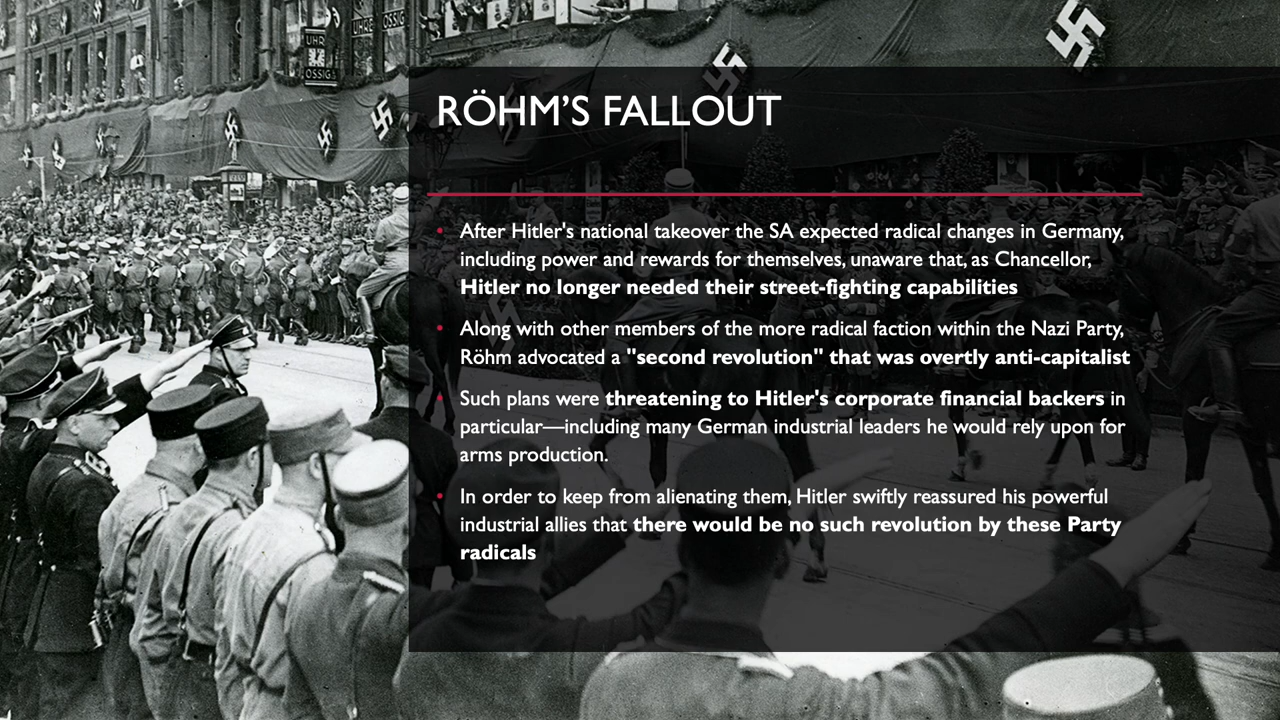 UHR
OSSIG
UHREN OSSIG
RÖHM’S FALLOUT
• After Hitler's national takeover the SA expected radical changes in Germany,
including power and rewards for themselves, unaware that, as Chancellor,
Hitler no longer needed their street-fighting capabilities
• Along with other members of the more radical faction within the Nazi Party,
Röhm advocated a "second revolution" that was overtly anti-capitalist
• Such plans were threatening to Hitler's corporate financial backers in
particular—including many German industrial leaders he would rely upon for
arms production.
• In order to keep from alienating them, Hitler swiftly reassured his powerful
industrial allies that there would be no such revolution by these Party
radicals